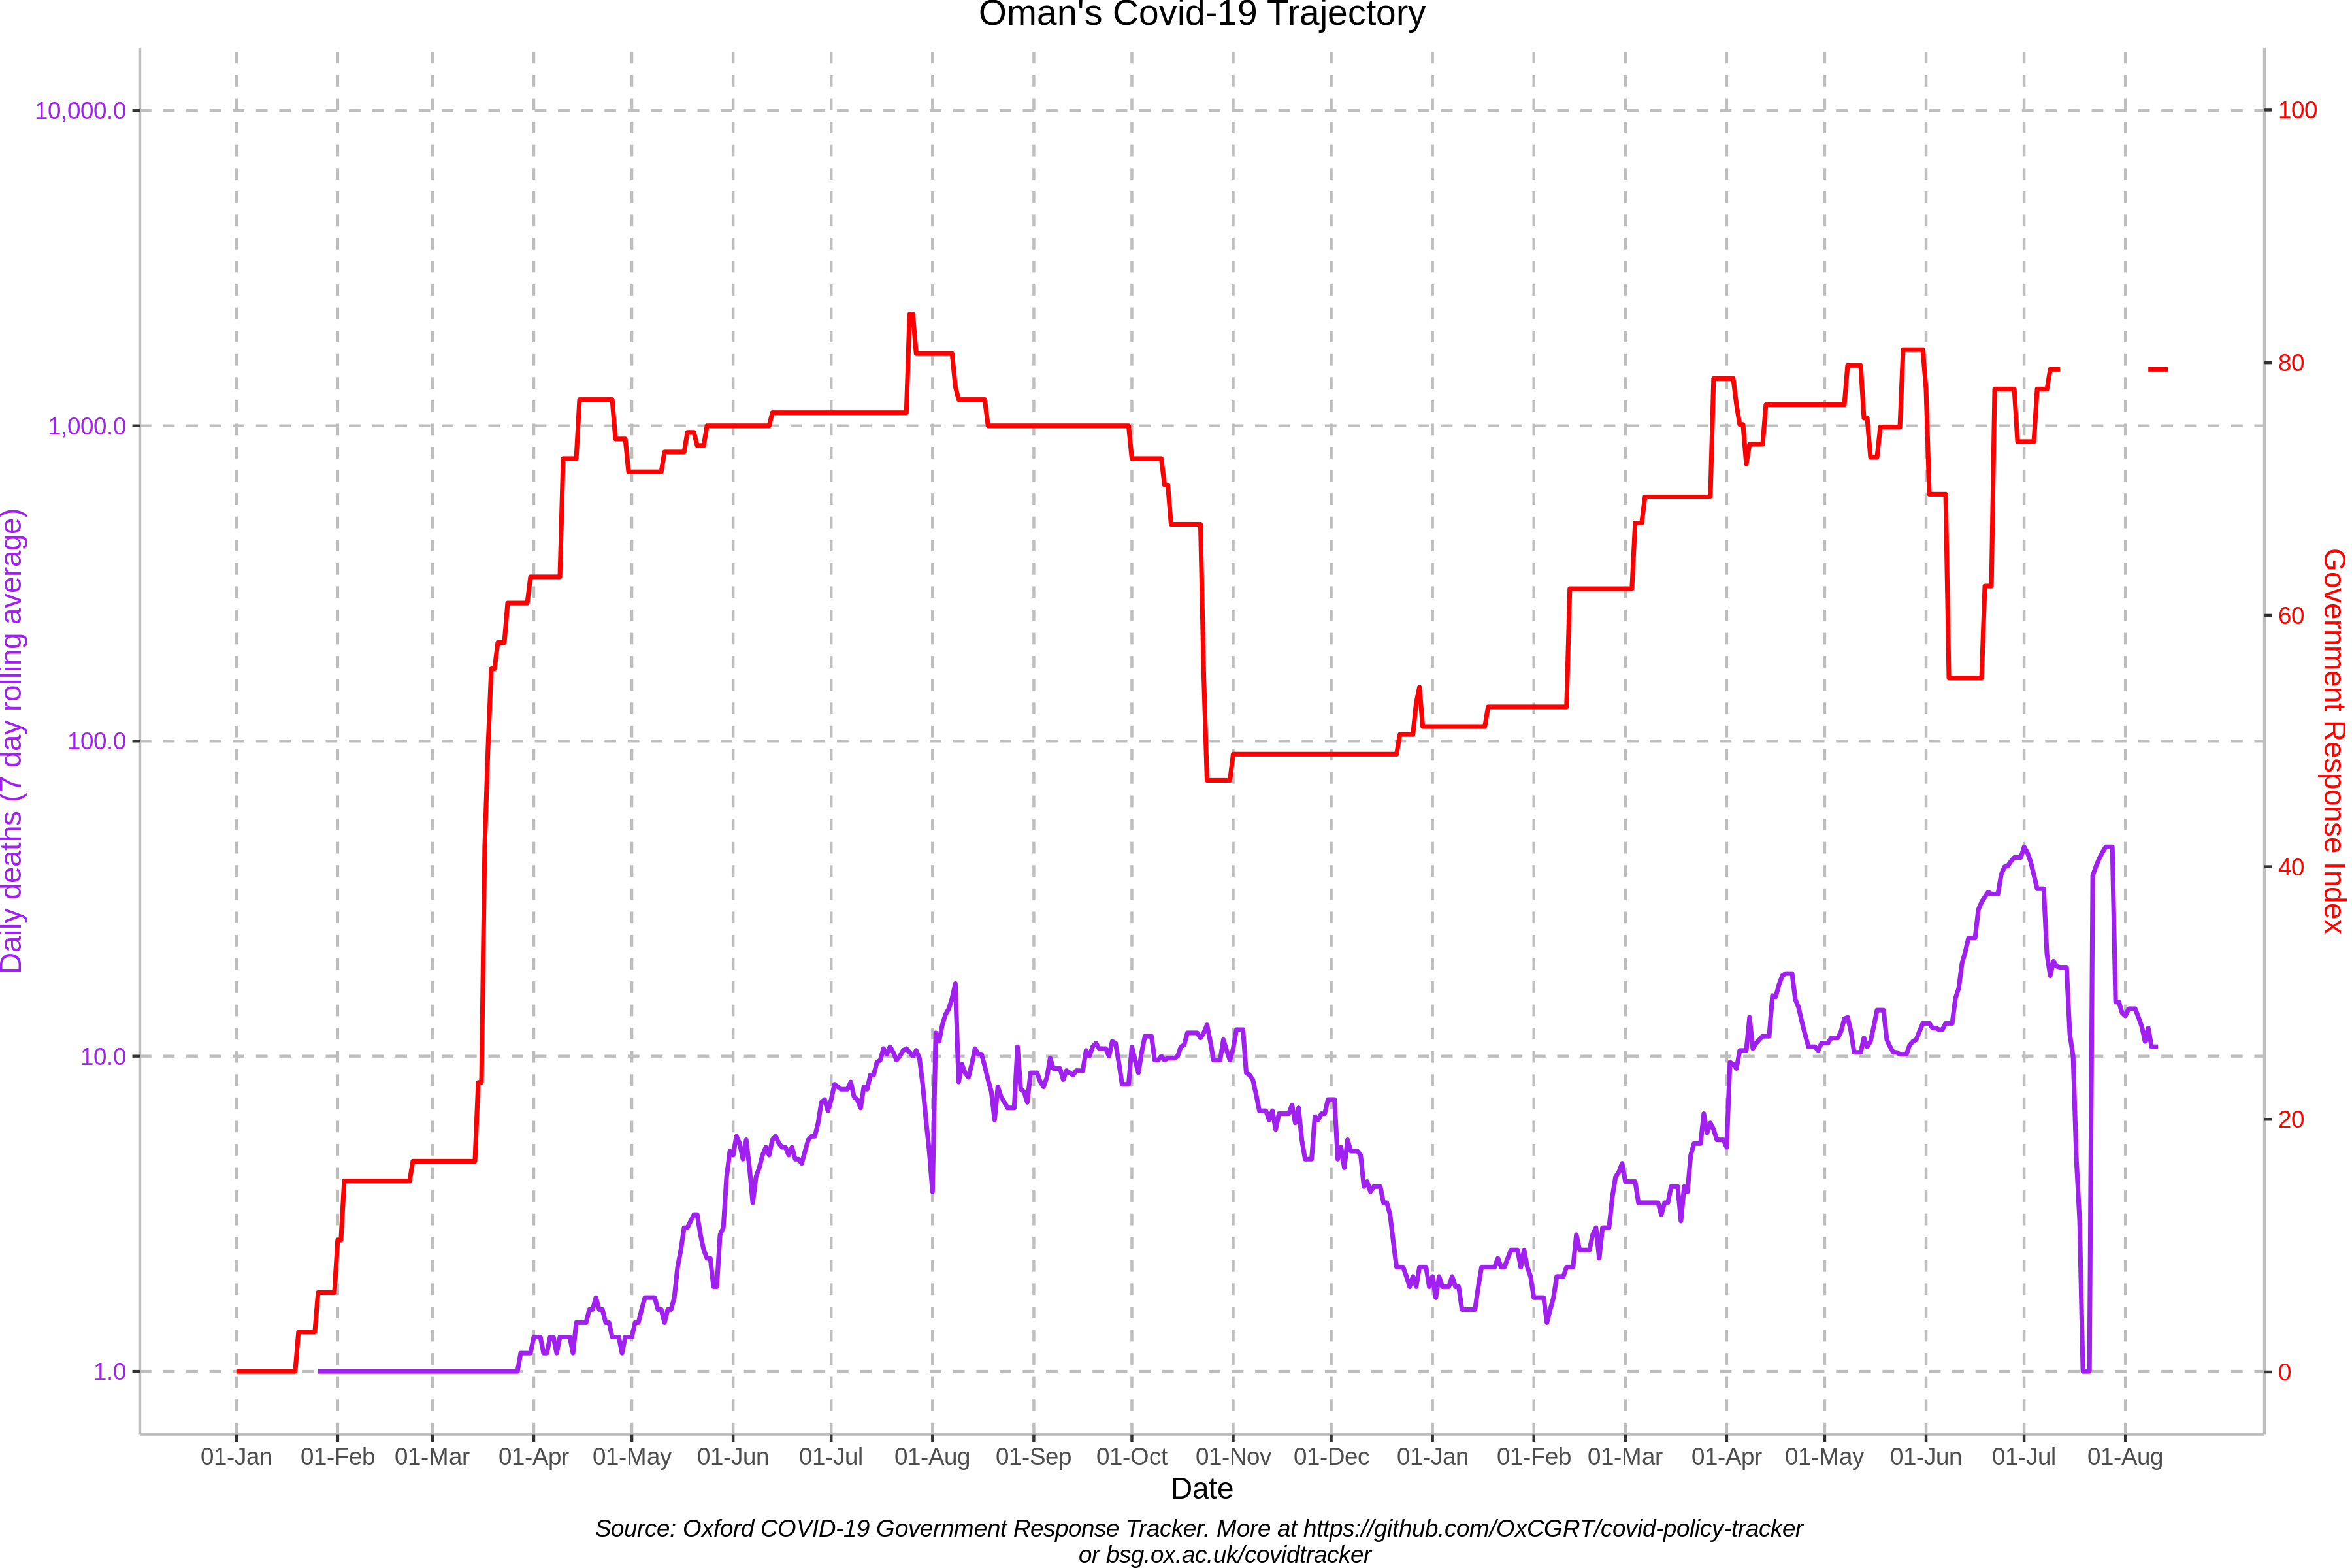 Oman's Covid-19 Trajectory
10,000.0
1,000.0
100.0
10.0
1.0
Daily deaths (7 day rolling average)
100
80
60
40
20
0
Government Response Index
01-Jan 01-Feb 01-Mar 01-Apr 01-May 01-Jun 01-Jul 01-Aug 01-Sep 01-Oct 01-Nov 01-Dec 01-Jan 01-Feb 01-Mar 01-Apr 01-May 01-Jun 01-Jul 01-Aug
Date
Source: Oxford COVID-19 Government Response Tracker. More at https://github.com/OxCGRT/covid-policy-tracker
or bsg.ox.ac.uk/covidtracker